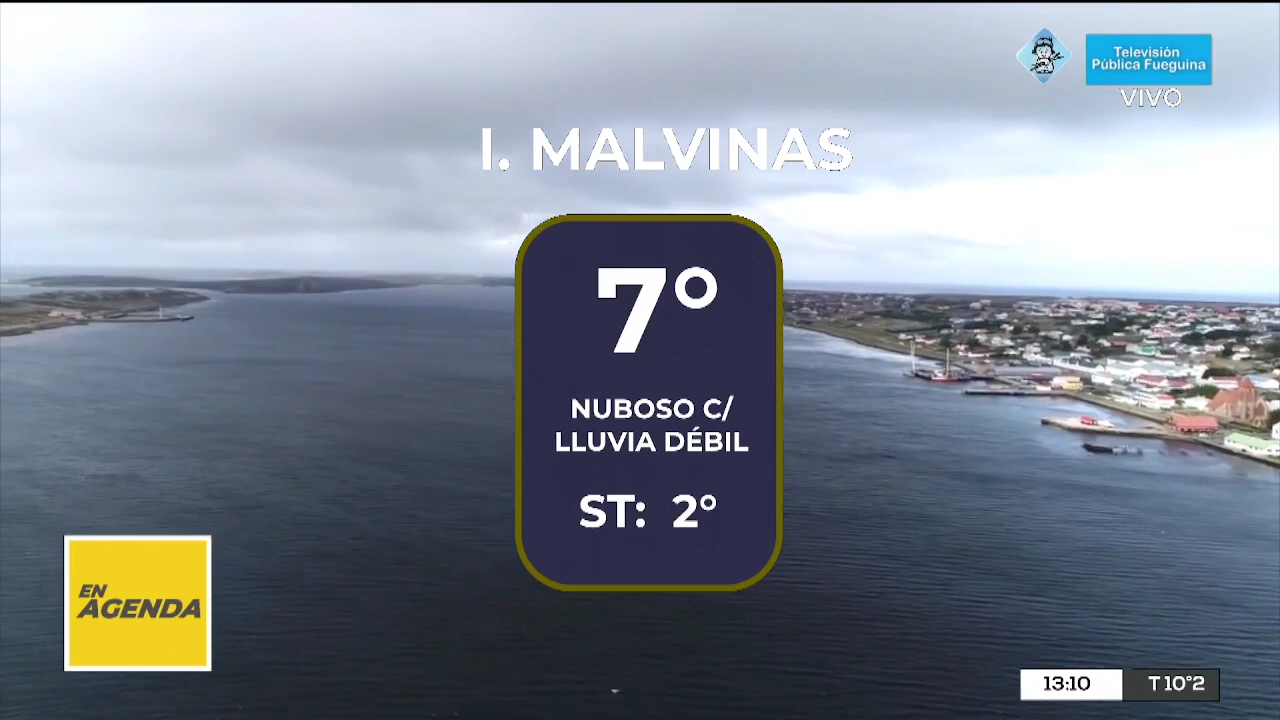 Televisión
Pública Fueguina
VIVO
I. MALVINAS
7°
NUBOSO C/
LLUVIA DÉBIL
ST: 2°
EN
AGENDA
13:10 T 10°2